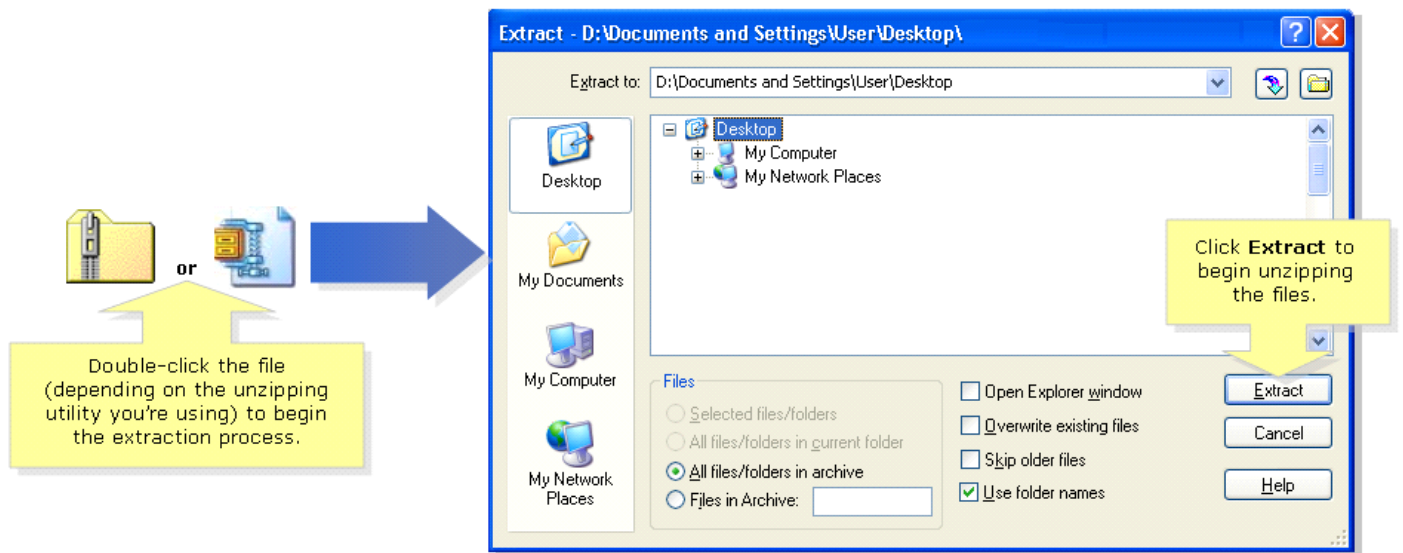 Extract - D:\Documents and Settings\User\Desktop\
Extract to: D:\Documents and Settings\User\Desktop
Desktop
My Documents
My Computer
My Network
Places
Desktop
My Computer
My Network Places
or
Double-click the file
(depending on the unzipping
utility you're using) to begin
the extraction process.
Click Extract to
begin unzipping
the files.
Files
Selected files/folders
All files/folders in current folder
All files/folders in archive
Files in Archive:
Open Explorer window
Overwrite existing files
Skip older files
Use folder names
Extract
Cancel
Help